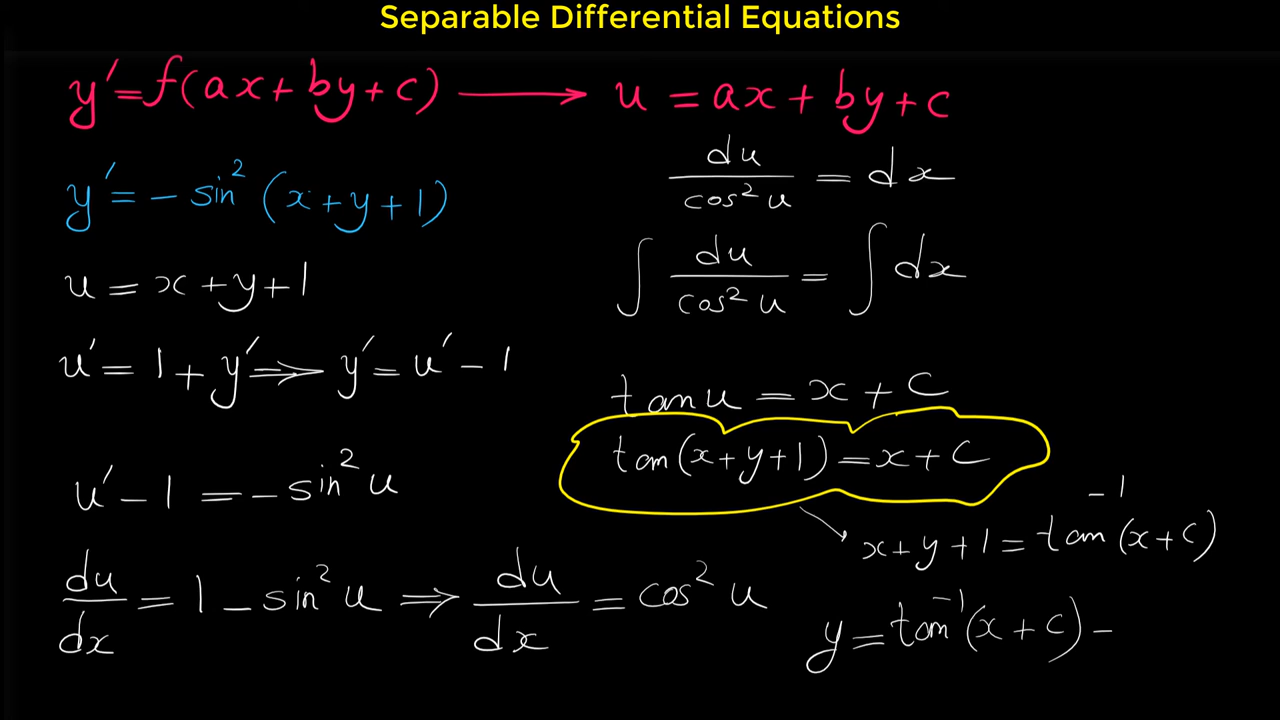 Separable Differential Equations
y' = f(ax + by + c) ⟶ u = ax + by + c
y' = - sin² (x + y + 1)
u = x + y + 1
u' = 1 + y' ⟹ y' = u' - 1
u' - 1 = - sin² u
du/dx = 1 - sin² u ⟹ du/dx = cos² u
du/cos² u = dx
∫ du/cos² u = ∫ dx
tan u = x + C
tan(x + y + 1) = x + C
x + y + 1 = tan⁻¹(x + c)
y = tan⁻¹(x + c) -